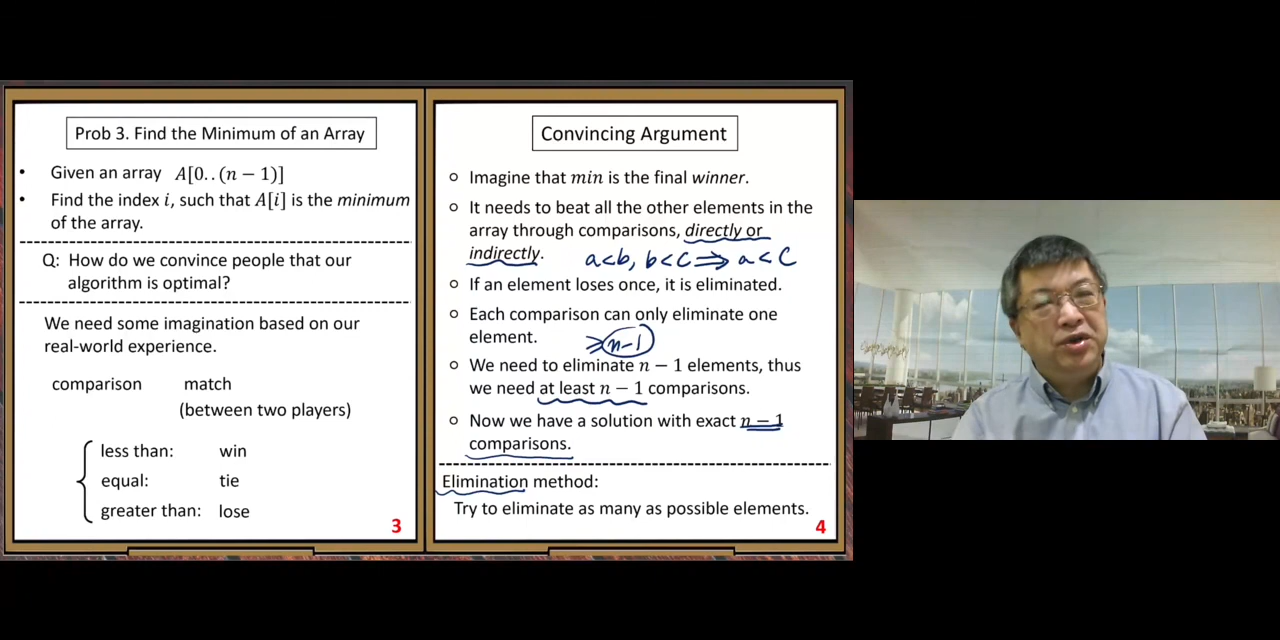 Prob 3. Find the Minimum of an Array
• Given an array A[0..(n − 1)]
• Find the index i, such that A[i] is the minimum
of the array.
Q: How do we convince people that our
algorithm is optimal?
We need some imagination based on our
real-world experience.
comparison match
(between two players)
less than: win
equal: tie
greater than: lose
3
Convincing Argument
○ Imagine that min is the final winner.
○ It needs to beat all the other elements in the
array through comparisons, directly or
indirectly. a<b, b<c ⇒ a<c
○ If an element loses once, it is eliminated.
○ Each comparison can only eliminate one
element. ≥ n-1
○ We need to eliminate n − 1 elements, thus
we need at least n − 1 comparisons.
○ Now we have a solution with exact n − 1
comparisons.
Elimination method:
Try to eliminate as many as possible elements.
4